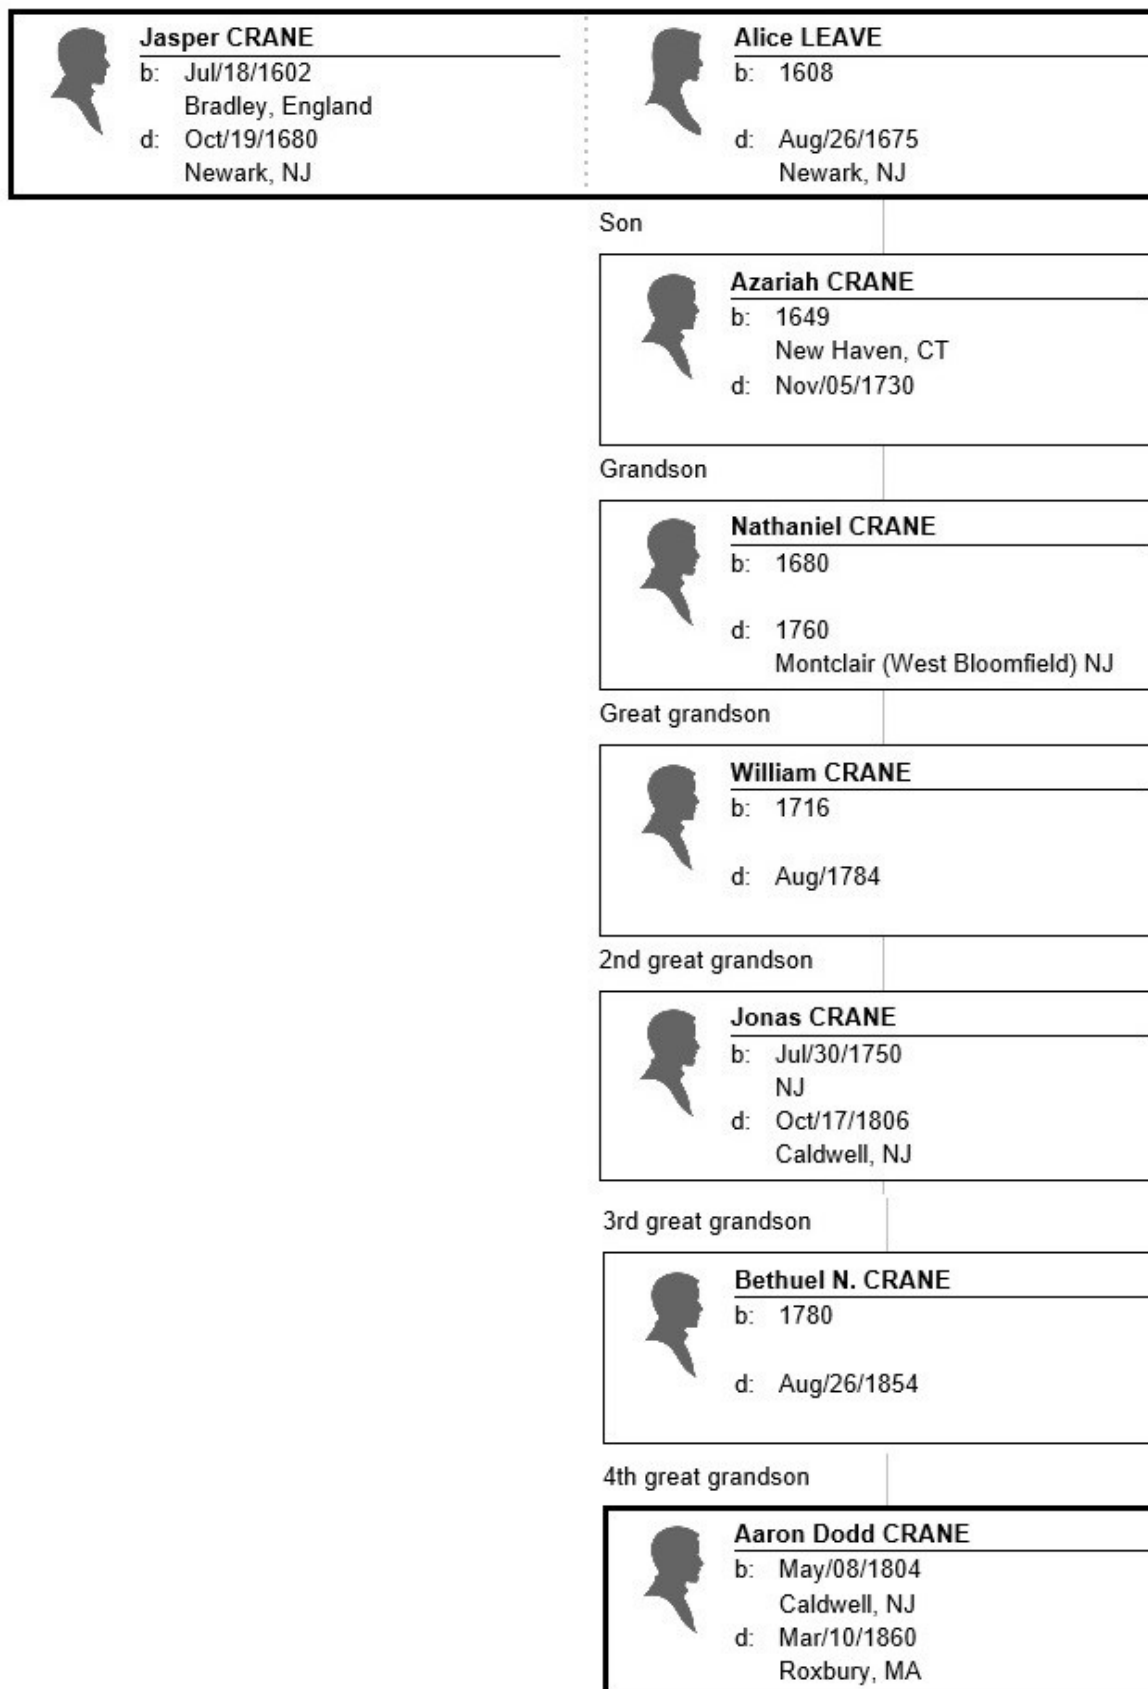 Jasper CRANE
b: Jul/18/1602
Bradley, England
d: Oct/19/1680
Newark, NJ
Alice LEAVE
b: 1608
d: Aug/26/1675
Newark, NJ
Son
Azariah CRANE
b: 1649
New Haven, CT
d: Nov/05/1730
Grandson
Nathaniel CRANE
b: 1680
d: 1760
Montclair (West Bloomfield) NJ
Great grandson
William CRANE
b: 1716
d: Aug/1784
2nd great grandson
Jonas CRANE
b: Jul/30/1750
NJ
d: Oct/17/1806
Caldwell, NJ
3rd great grandson
Bethuel N. CRANE
b: 1780
d: Aug/26/1854
4th great grandson
Aaron Dodd CRANE
b: May/08/1804
Caldwell, NJ
d: Mar/10/1860
Roxbury, MA